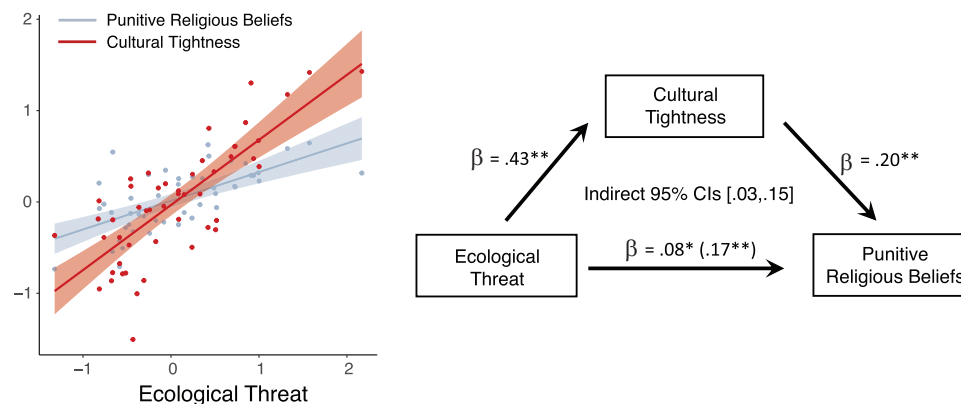 2
1
0
−1
−1
0
1
2
Punitive Religious Beliefs
Cultural Tightness
Ecological Threat
Cultural
Tightness
β = .43**
β = .20**
Indirect 95% CIs [.03,.15]
β = .08* (.17**)
Ecological
Threat
Punitive
Religious Beliefs